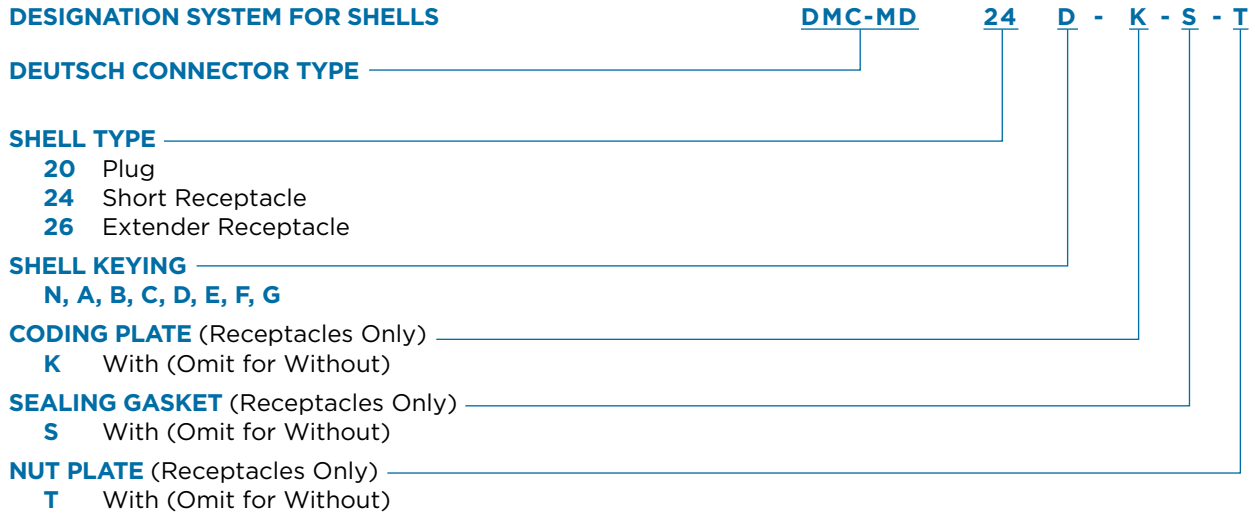 DESIGNATION SYSTEM FOR SHELLS DMC-MD 24 D - K - S - T
DEUTSCH CONNECTOR TYPE
SHELL TYPE
20 Plug
24 Short Receptacle
26 Extender Receptacle
SHELL KEYING
N, A, B, C, D, E, F, G
CODING PLATE (Receptacles Only)
K With (Omit for Without)
SEALING GASKET (Receptacles Only)
S With (Omit for Without)
NUT PLATE (Receptacles Only)
T With (Omit for Without)